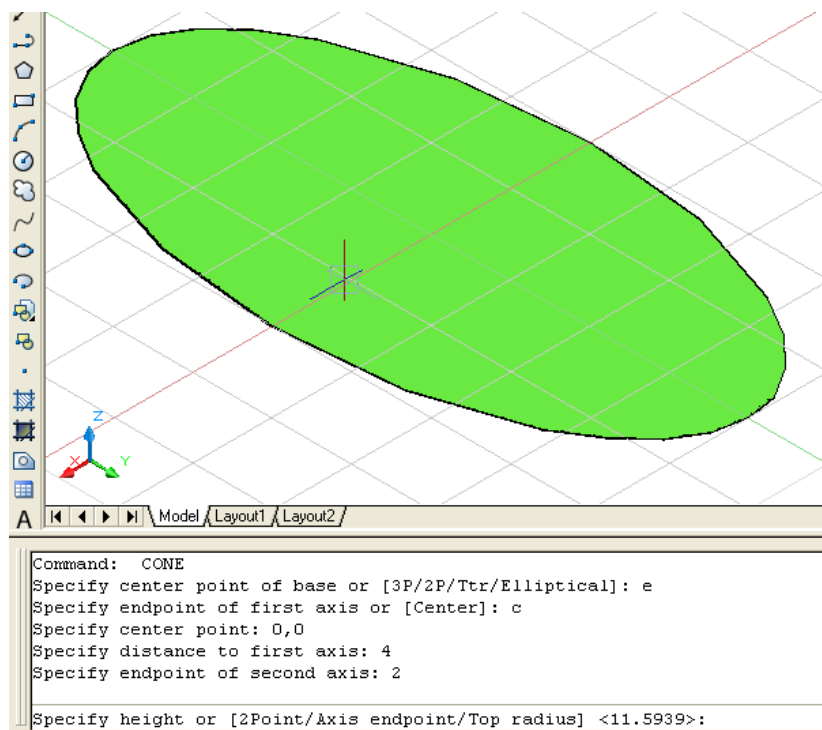 Z
X
Y
A
Model Layout1 Layout2
Command:  CONE
Specify center point of base or [3P/2P/Ttr/Elliptical]: e
Specify endpoint of first axis or [Center]: c
Specify center point: 0,0
Specify distance to first axis: 4
Specify endpoint of second axis: 2
Specify height or [2Point/Axis endpoint/Top radius] <11.5939>: